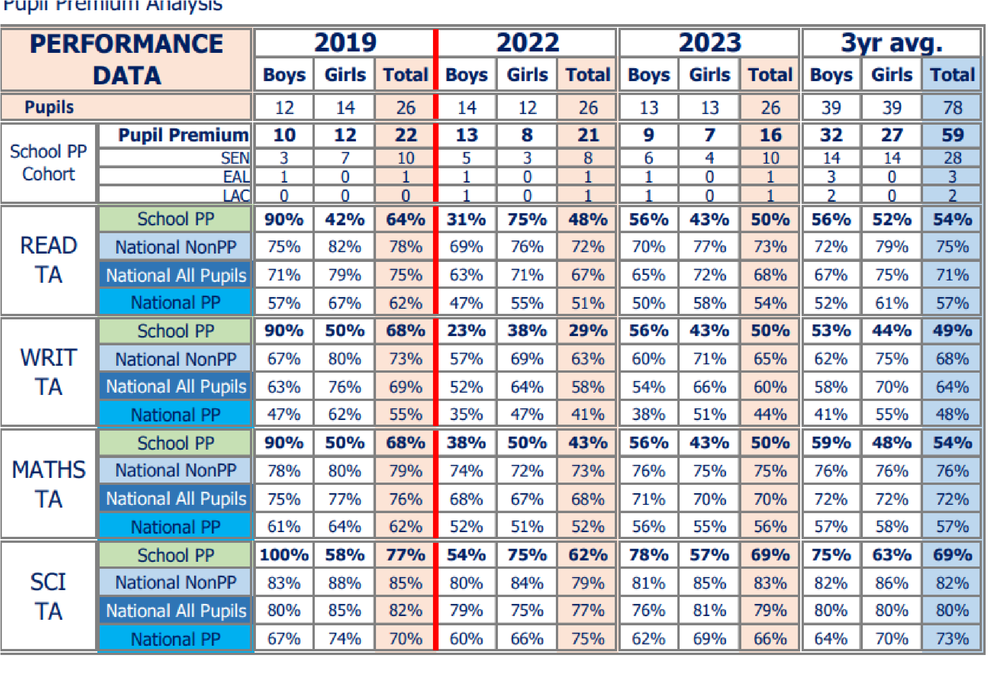 Pupil Premium Analysis
PERFORMANCE DATA 2019 2022 2023 3yr avg.
Boys Girls Total Boys Girls Total Boys Girls Total Boys Girls Total
Pupils 12 14 26 14 12 26 13 13 26 39 39 78
School PP Cohort
Pupil Premium 10 12 22 13 8 21 9 7 16 32 27 59
SEN 3 7 10 5 3 8 6 4 10 14 14 28
EAL 1 0 1 1 0 1 1 0 1 3 0 3
LAC 0 0 0 1 0 1 1 0 1 2 0 2
READ TA
School PP 90% 42% 64% 31% 75% 48% 56% 43% 50% 56% 52% 54%
National NonPP 75% 82% 78% 69% 76% 72% 70% 77% 73% 72% 79% 75%
National All Pupils 71% 79% 75% 63% 71% 67% 65% 72% 68% 67% 75% 71%
National PP 57% 67% 62% 47% 55% 51% 50% 58% 54% 52% 61% 57%
WRIT TA
School PP 90% 50% 68% 23% 38% 29% 56% 43% 50% 53% 44% 49%
National NonPP 67% 80% 73% 57% 69% 63% 60% 71% 65% 62% 75% 68%
National All Pupils 63% 76% 69% 52% 64% 58% 54% 66% 60% 58% 70% 64%
National PP 47% 62% 55% 35% 47% 41% 38% 51% 44% 41% 55% 48%
MATHS TA
School PP 90% 50% 68% 38% 50% 43% 56% 43% 50% 59% 48% 54%
National NonPP 78% 80% 79% 74% 72% 73% 76% 75% 75% 76% 76% 76%
National All Pupils 75% 77% 76% 68% 67% 68% 71% 70% 70% 72% 72% 72%
National PP 61% 64% 62% 52% 51% 52% 56% 55% 56% 57% 58% 57%
SCI TA
School PP 100% 58% 77% 54% 75% 62% 78% 57% 69% 75% 63% 69%
National NonPP 83% 88% 85% 80% 84% 79% 81% 85% 83% 82% 86% 82%
National All Pupils 80% 85% 82% 79% 75% 77% 76% 81% 79% 80% 80% 80%
National PP 67% 74% 70% 60% 66% 75% 62% 69% 66% 64% 70% 73%